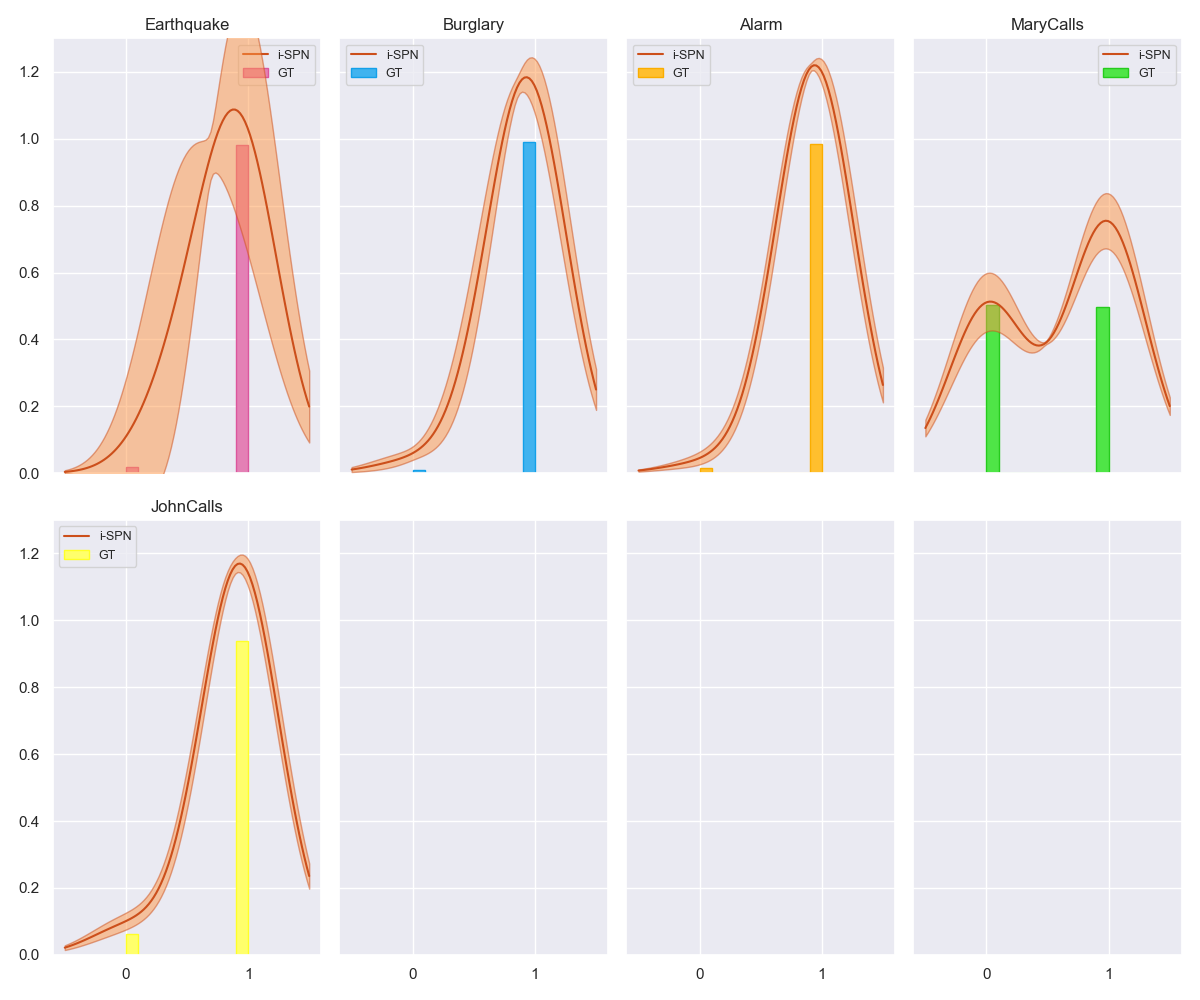 Earthquake
Burglary
Alarm
MaryCalls
i-SPN
GT
i-SPN
GT
i-SPN
GT
i-SPN
GT
1.2
1.0
0.8
0.6
0.4
0.2
0.0
JohnCalls
i-SPN
GT
1.2
1.0
0.8
0.6
0.4
0.2
0.0
0 1
0 1
0 1
0 1